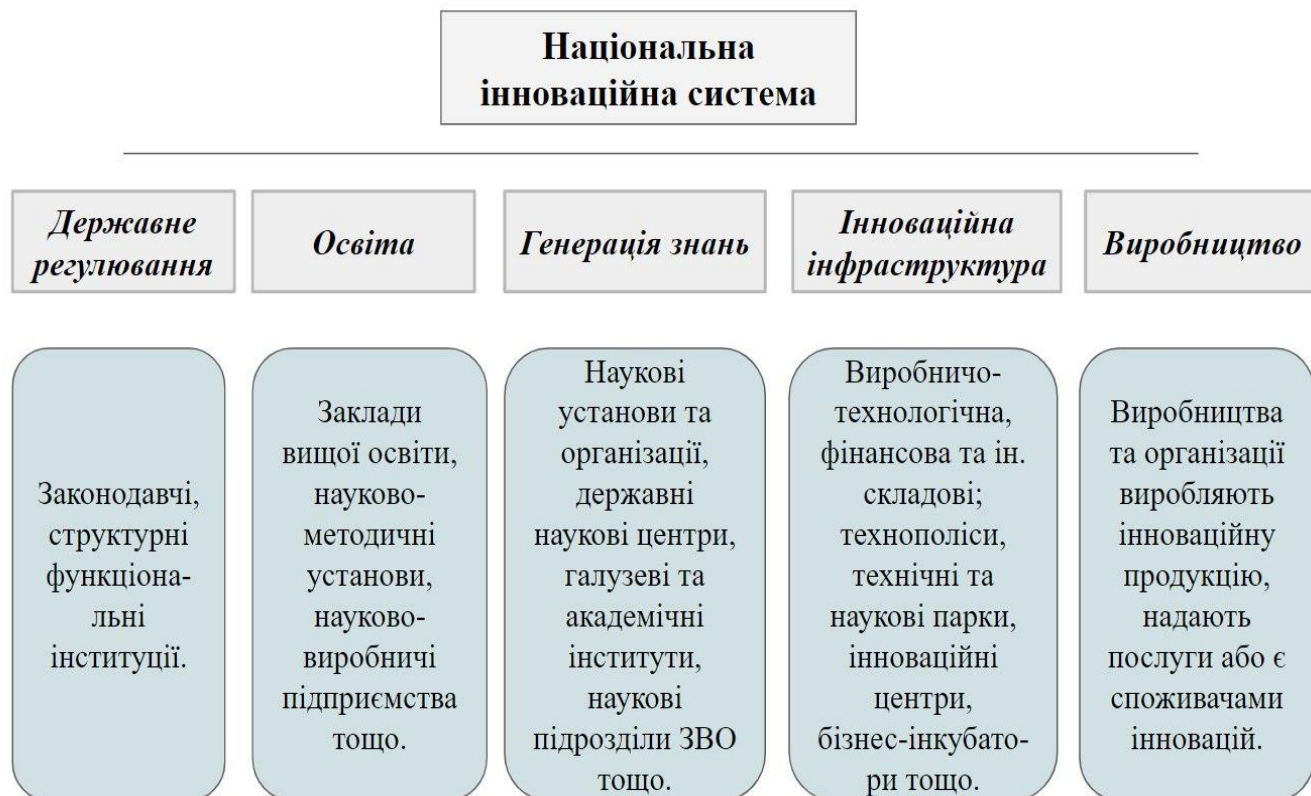 Національна
інноваційна система
Державне
регулювання
Освіта
Генерація знань
Інноваційна
інфраструктура
Виробництво
Законодавчі,
структурні
функціона-
льні
інституції.
Заклади
вищої освіти,
науково-
методичні
установи,
науково-
виробничі
підприємства
тощо.
Наукові
установи та
організації,
державні
наукові центри,
галузеві та
академічні
інститути,
наукові
підрозділи ЗВО
тощо.
Виробничо-
технологічна,
фінансова та ін.
складові;
технополіси,
технічні та
наукові парки,
інноваційні
центри,
бізнес-інкубато-
ри тощо.
Виробництва
та організації
виробляють
інноваційну
продукцію,
надають
послуги або є
споживачами
інновацій.